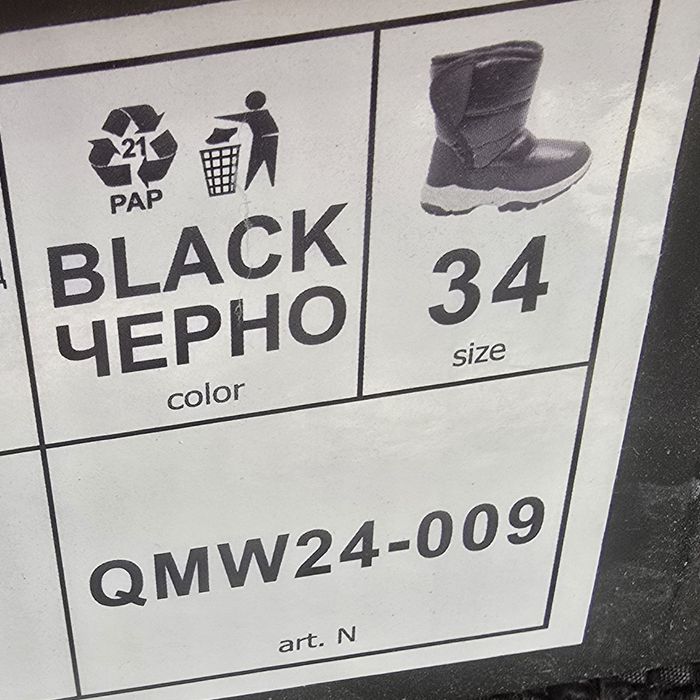 21
PAP
BLACK
ЧЕРНО
color
34
size
QMW24-009
art. N